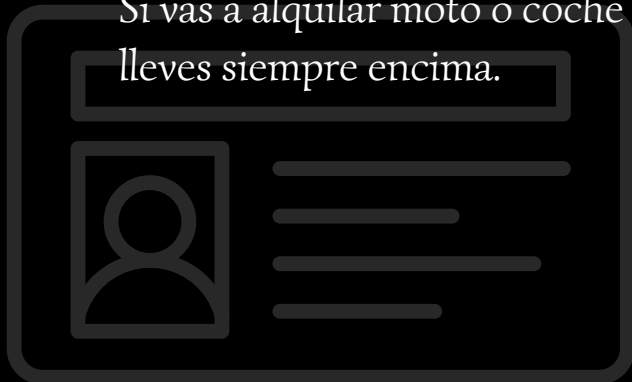 Si vas a alquilar moto o coche
lleves siempre encima.